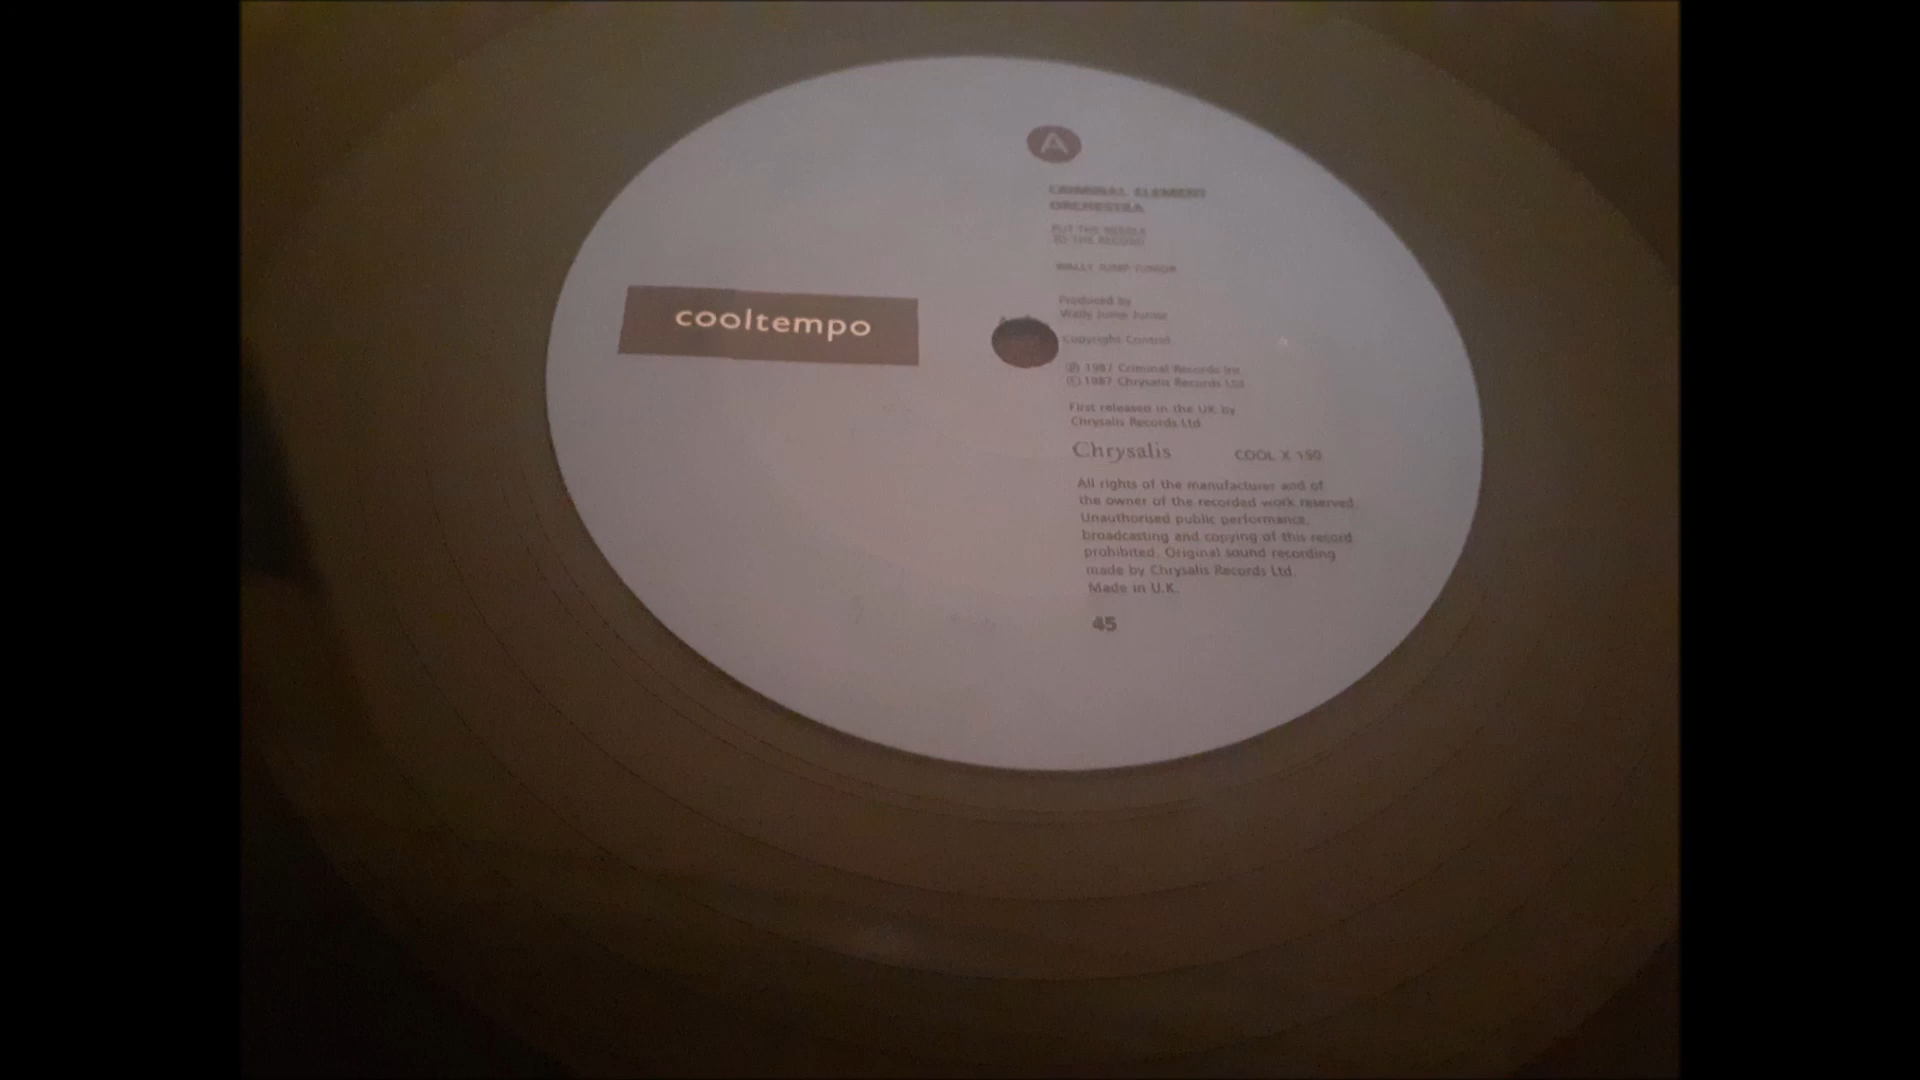 A
CRIMINAL ELEMENT
ORCHESTRA
PUT THE NEEDLE
TO THE RECORD
WALLY JUMP JUNIOR
cooltempo
Produced by
Wally Jump Junior
Copyright Control
Ⓟ 1987 Criminal Records Inc
© 1987 Chrysalis Records Ltd
First released in the UK by
Chrysalis Records Ltd
Chrysalis COOL X 150
All rights of the manufacturer and of
the owner of the recorded work reserved.
Unauthorised public performance,
broadcasting and copying of this record
prohibited. Original sound recording
made by Chrysalis Records Ltd.
Made in U.K.
45